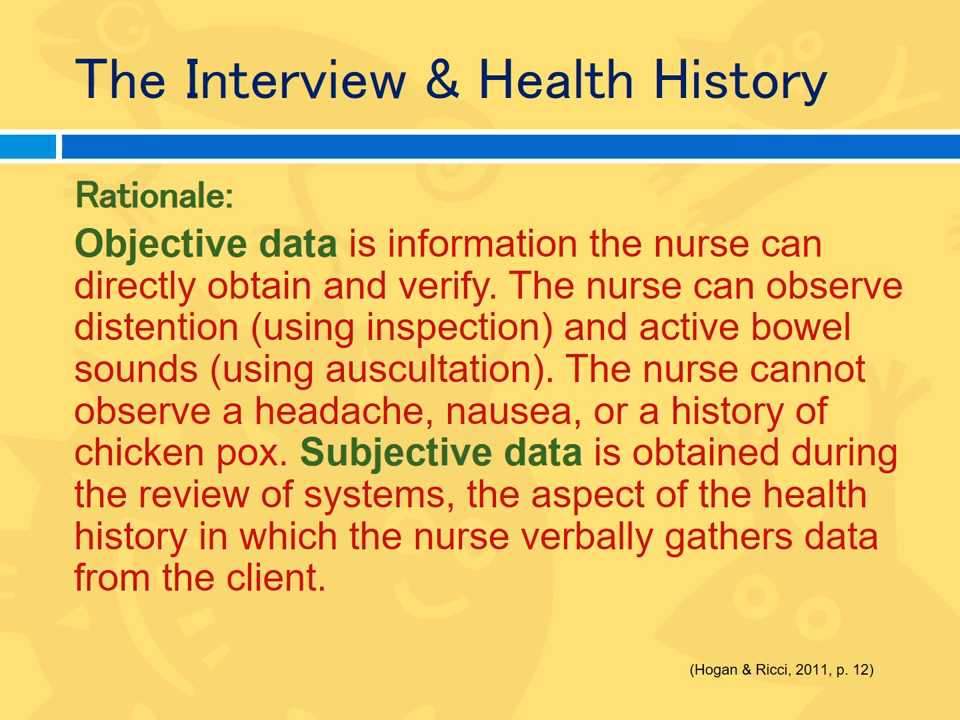 The Interview & Health History
Rationale:
Objective data is information the nurse can
directly obtain and verify. The nurse can observe
distention (using inspection) and active bowel
sounds (using auscultation). The nurse cannot
observe a headache, nausea, or a history of
chicken pox. Subjective data is obtained during
the review of systems, the aspect of the health
history in which the nurse verbally gathers data
from the client.
(Hogan & Ricci, 2011, p. 12)